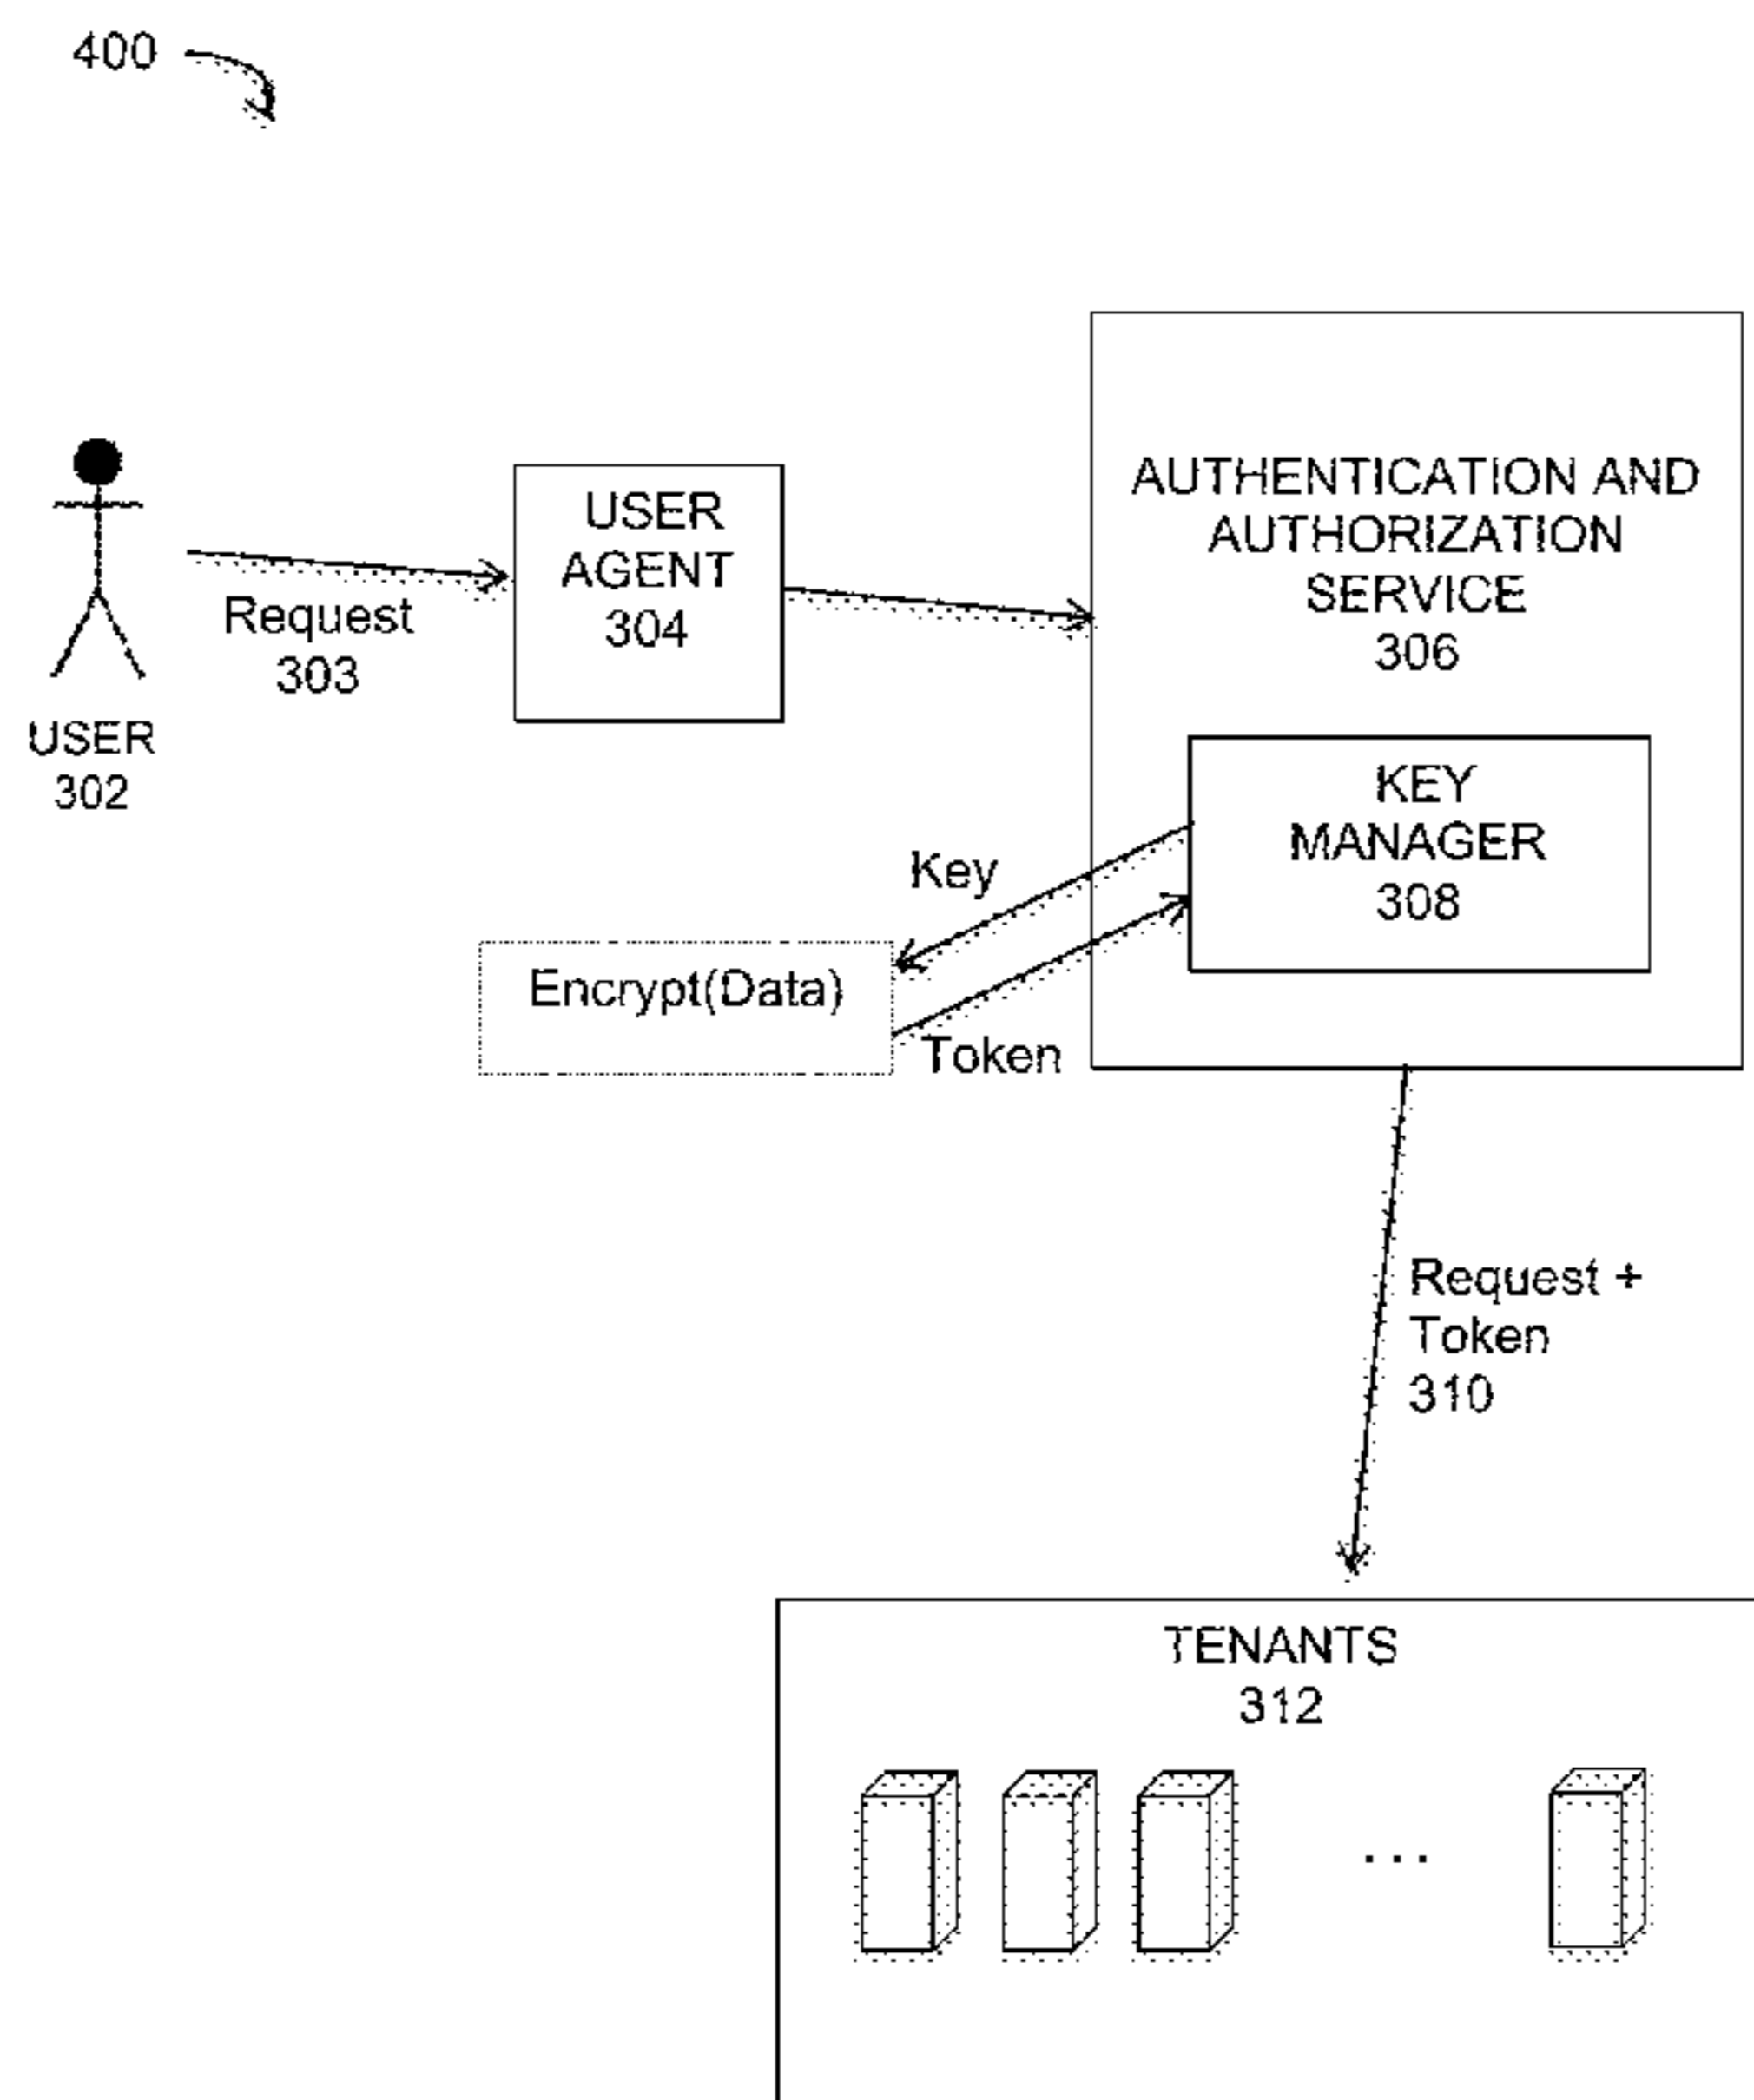 400
USER
302
Request
303
USER
AGENT
304
AUTHENTICATION AND
AUTHORIZATION
SERVICE
306
KEY
MANAGER
308
Key
Encrypt(Data)
Token
Request +
Token
310
TENANTS
312
...